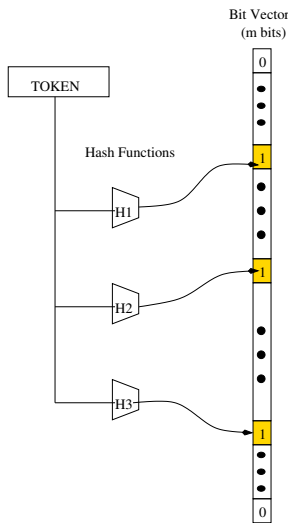 Bit Vector
(m bits)
0
TOKEN
Hash Functions
1
H1
1
H2
H3
1
0